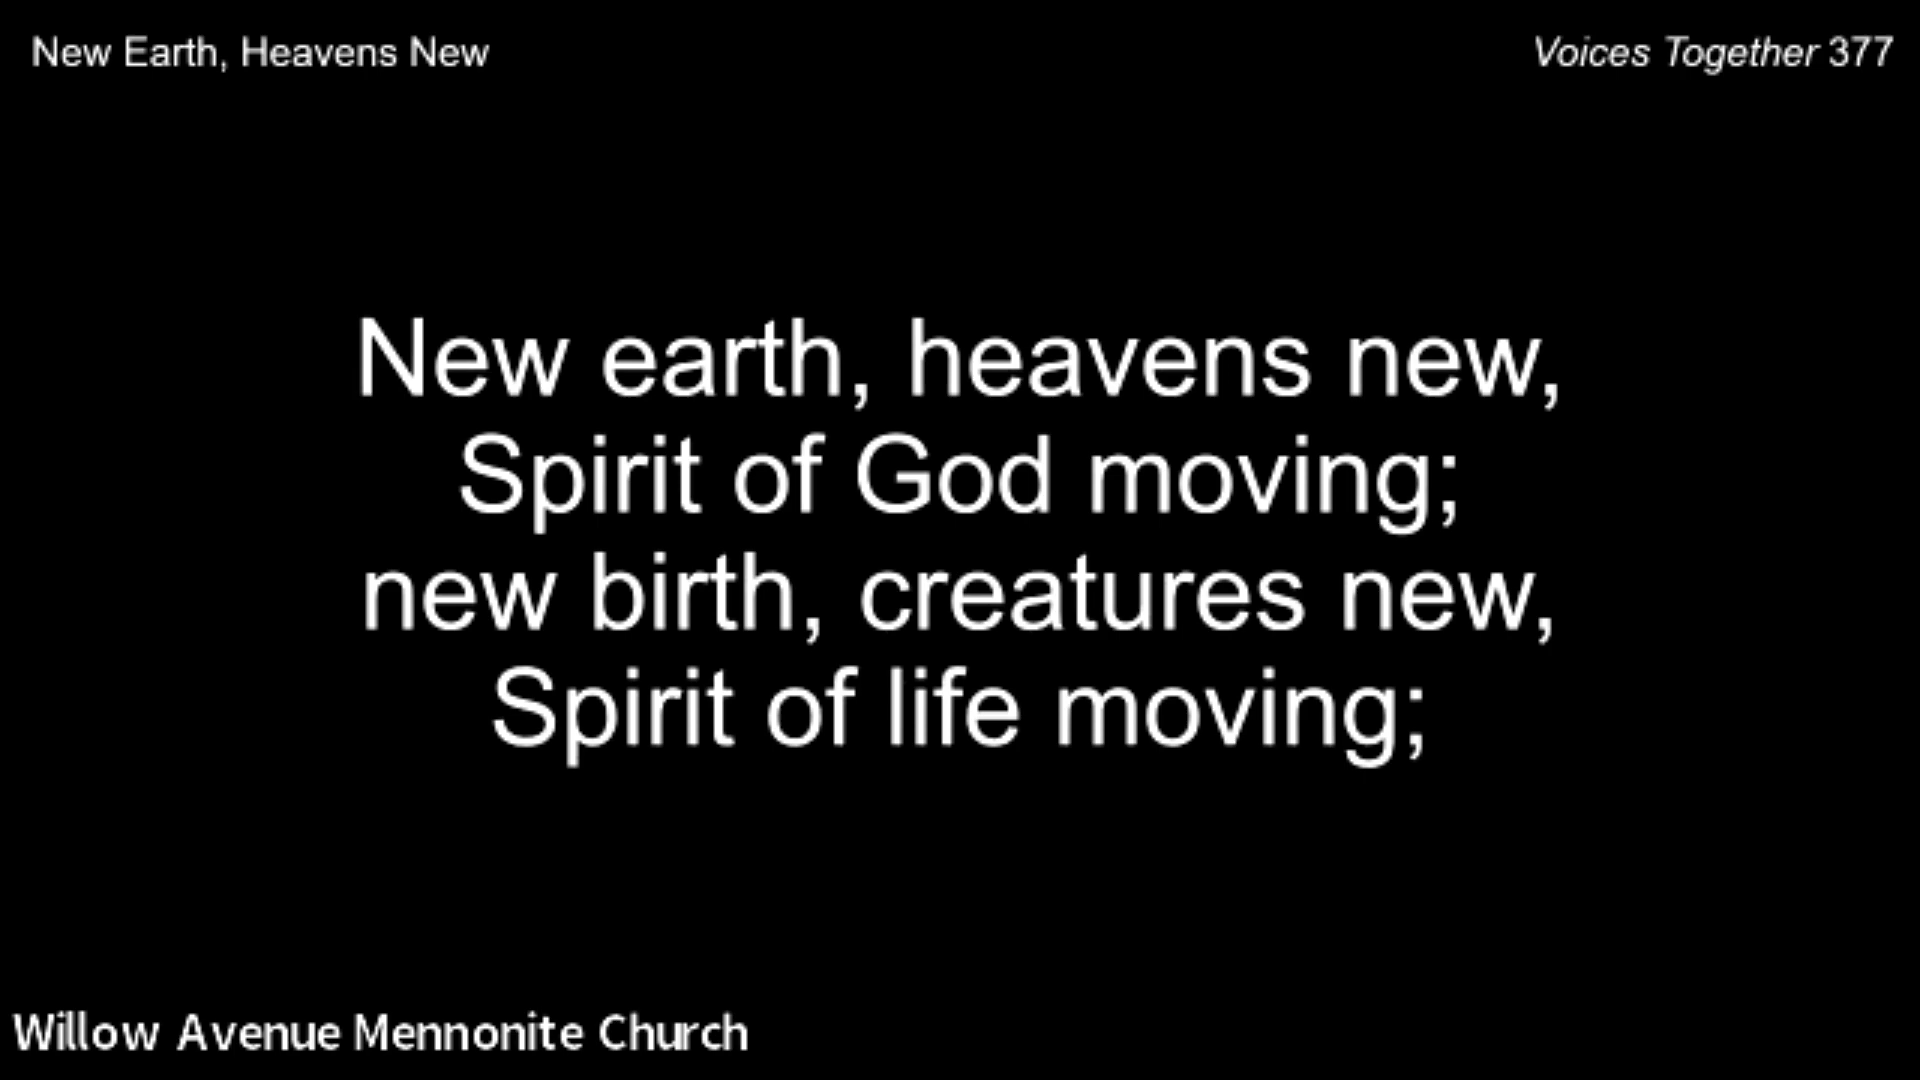 New Earth, Heavens New
Voices Together 377
New earth, heavens new,
Spirit of God moving;
new birth, creatures new,
Spirit of life moving;
Willow Avenue Mennonite Church